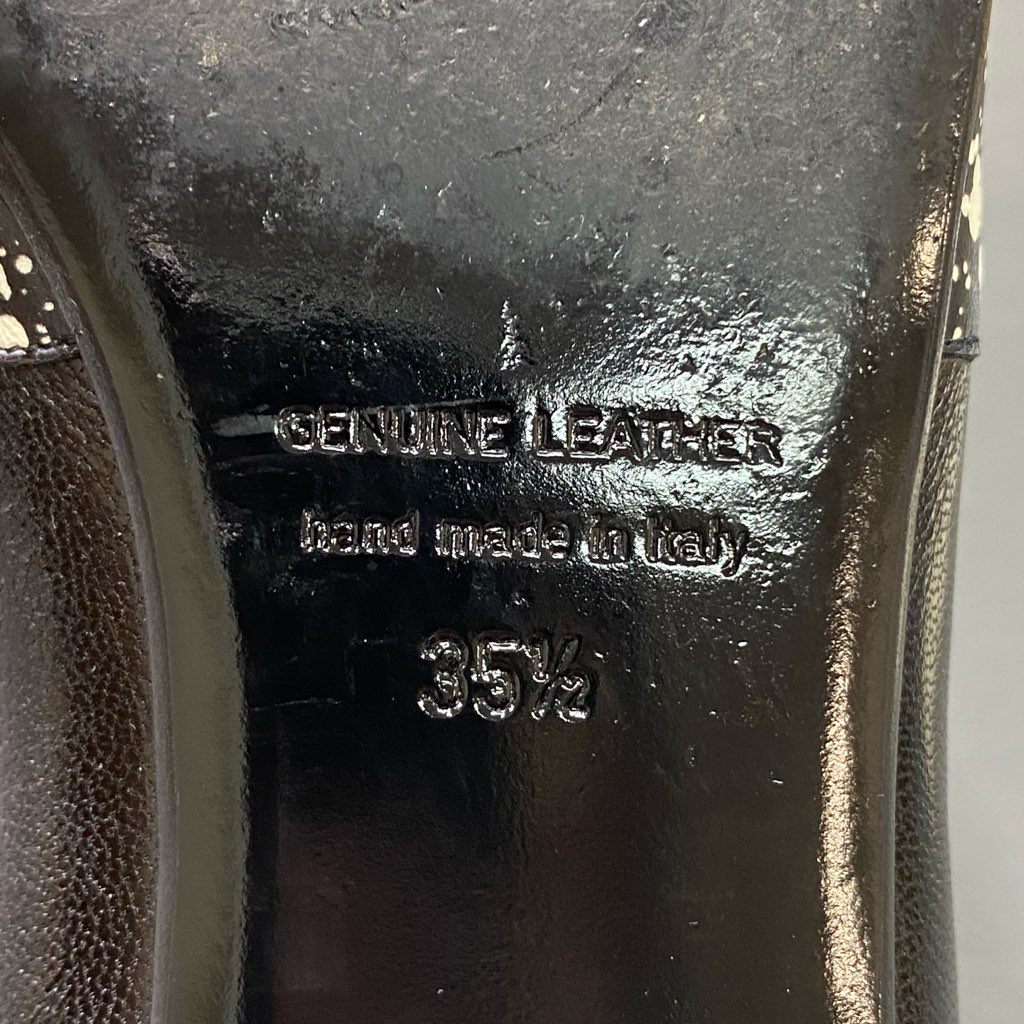 GENUINE LEATHER
hand made in Italy
35½